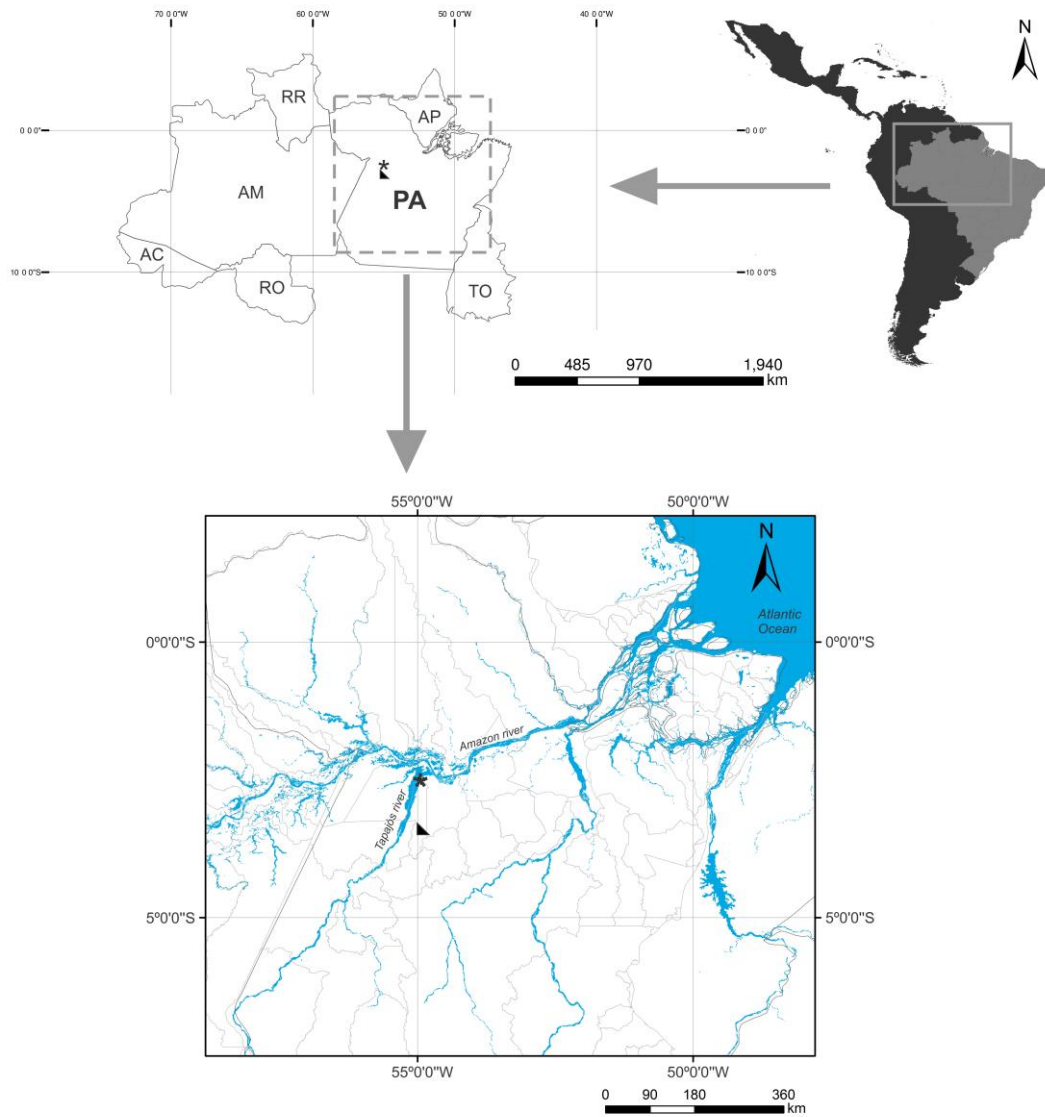 70 0 0"W
60 0 0"W
50 0 0"W
40 0 0"W
N
RR
AP
0 0 0"
0 0 0"
AM
PA
AC
RO
TO
10 0 0"S
10 0 0"S
0 485 970 1,940
km
55º0'0"W 50º0'0"W
N
Atlantic
Ocean
0º0'0"S
0º0'0"S
Amazon river
Tapajós river
5º0'0"S
5º0'0"S
55º0'0"W 50º0'0"W
0 90 180 360
km